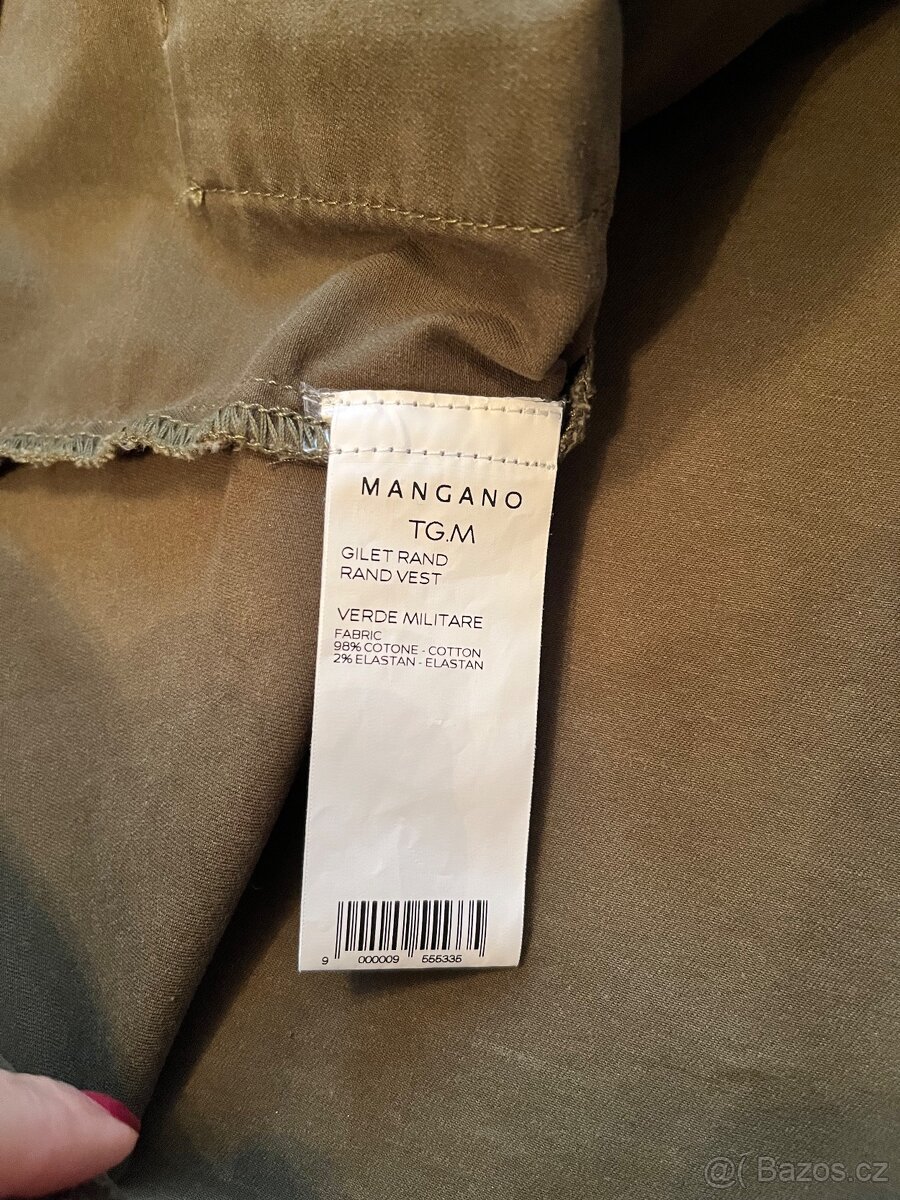 MANGANO
TG.M
GILET RAND
RAND VEST
VERDE MILITARE
FABRIC
98% COTONE - COTTON
2% ELASTAN - ELASTAN
9 000009 555335
@( Bazos.cz